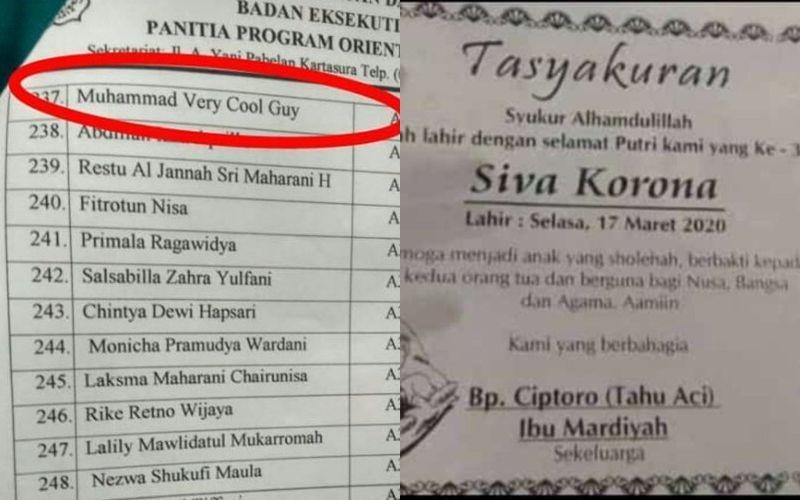 BADAN EKSEKUTI
PANITIA PROGRAM ORIENT
Sekretariat: Jl. A. Yani Pabelan Kartasura Telp. (
237. Muhammad Very Cool Guy
238.
239. Restu Al Jannah Sri Maharani H A
240. Fitrotun Nisa A
241. Primala Ragawidya A
242. Salsabilla Zahra Yulfani A
243. Chintya Dewi Hapsari A
244. Monicha Pramudya Wardani A
245. Laksma Maharani Chairunisa A
246. Rike Retno Wijaya A
247. Lalily Mawlidatul Mukarromah A
248. Nezwa Shukufi Maula A
Tasyakuran
Syukur Alhamdulillah
ah lahir dengan selamat Putri kami yang Ke - 3
Siva Korona
Lahir : Selasa, 17 Maret 2020
moga menjadi anak yang sholehah, berbakti kepad
kedua orang tua dan berguna bagi Nusa, Bangsa
dan Agama. Aamiin
Kami yang berbahagia
Bp. Ciptoro (Tahu Aci)
Ibu Mardiyah
Sekeluarga